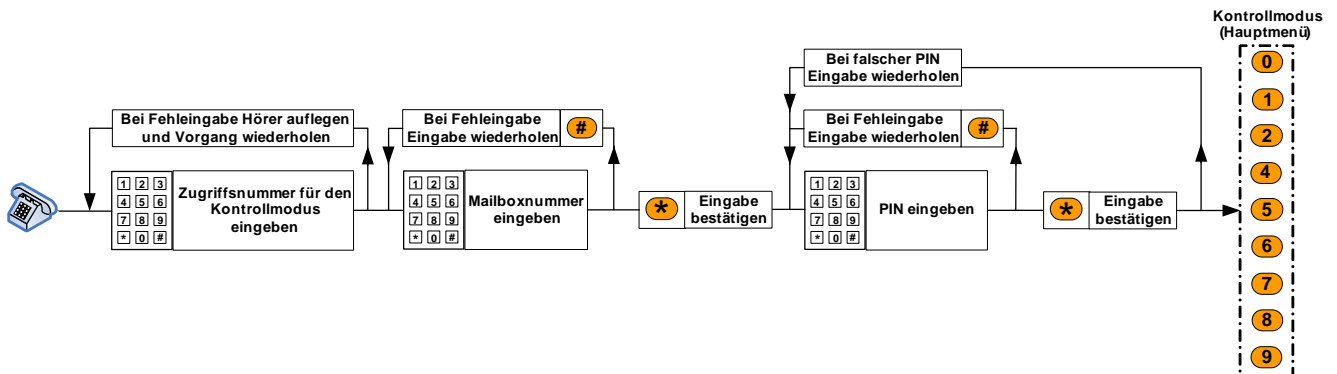 Kontrollmodus
(Hauptmenü)
0
1
2
4
5
6
7
8
9
Bei falscher PIN
Eingabe wiederholen
Bei Fehleingabe Hörer auflegen
und Vorgang wiederholen
Bei Fehleingabe
Eingabe wiederholen
#
Bei Fehleingabe
Eingabe wiederholen
#
1 2 3
4 5 6
7 8 9
* 0 #
Zugriffsnummer für den
Kontrollmodus
eingeben
1 2 3
4 5 6
7 8 9
* 0 #
Mailboxnummer
eingeben
*
Eingabe
bestätigen
1 2 3
4 5 6
7 8 9
* 0 #
PIN eingeben
*
Eingabe
bestätigen